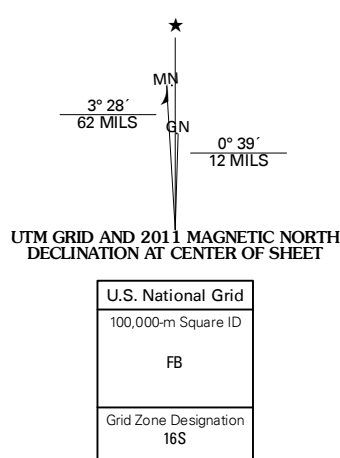 ★
MN
3° 28´
62 MILS
GN
0° 39´
12 MILS
UTM GRID AND 2011 MAGNETIC NORTH
DECLINATION AT CENTER OF SHEET
U.S. National Grid
100,000-m Square ID
FB
Grid Zone Designation
16S